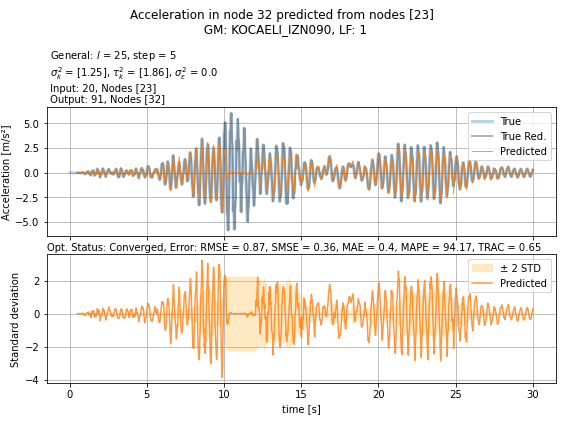 Acceleration in node 32 predicted from nodes [23]
GM: KOCAELI_IZN090, LF: 1
General: l = 25, step = 5
σ²ₖ = [1.25], τ²ₖ = [1.86], σ²ε = 0.0
Input: 20, Nodes [23]
Output: 91, Nodes [32]
Acceleration [m/s²]
5.0
2.5
0.0
−2.5
−5.0
True
True Red.
Predicted
Opt. Status: Converged, Error: RMSE = 0.87, SMSE = 0.36, MAE = 0.4, MAPE = 94.17, TRAC = 0.65
Standard deviation
2
0
−2
−4
± 2 STD
Predicted
0 5 10 15 20 25 30
time [s]